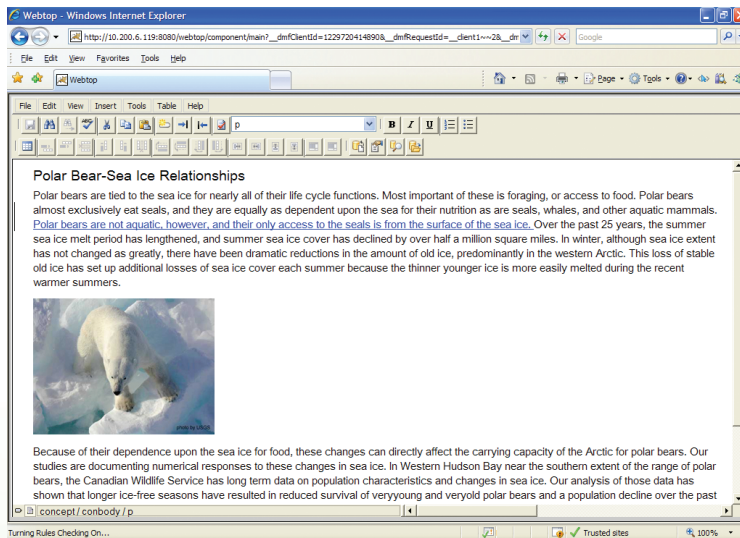 Webtop - Windows Internet Explorer
http://10.200.6.119:8080/webtop/component/main?__dmfClientId=1229720414890&__dmfRequestId=__client1~~2&__dr
Google
File Edit View Favorites Tools Help
Webtop
Page Tools
File Edit View Insert Tools Table Help
p B I U
Polar Bear-Sea Ice Relationships
Polar bears are tied to the sea ice for nearly all of their life cycle functions. Most important of these is foraging, or access to food. Polar bears
almost exclusively eat seals, and they are equally as dependent upon the sea for their nutrition as are seals, whales, and other aquatic mammals.
Polar bears are not aquatic, however, and their only access to the seals is from the surface of the sea ice. Over the past 25 years, the summer
sea ice melt period has lengthened, and summer sea ice cover has declined by over half a million square miles. In winter, although sea ice extent
has not changed as greatly, there have been dramatic reductions in the amount of old ice, predominantly in the western Arctic. This loss of stable
old ice has set up additional losses of sea ice cover each summer because the thinner younger ice is more easily melted during the recent
warmer summers.
Because of their dependence upon the sea ice for food, these changes can directly affect the carrying capacity of the Arctic for polar bears. Our
studies are documenting numerical responses to these changes in sea ice. In Western Hudson Bay near the southern extent of the range of polar
bears, the Canadian Wildlife Service has long term data on population characteristics and changes in sea ice. Our analysis of those data has
shown that longer ice-free seasons have resulted in reduced survival of veryyoung and veryold polar bears and a population decline over the past
concept / conbody / p
Turning Rules Checking On... Trusted sites 100%